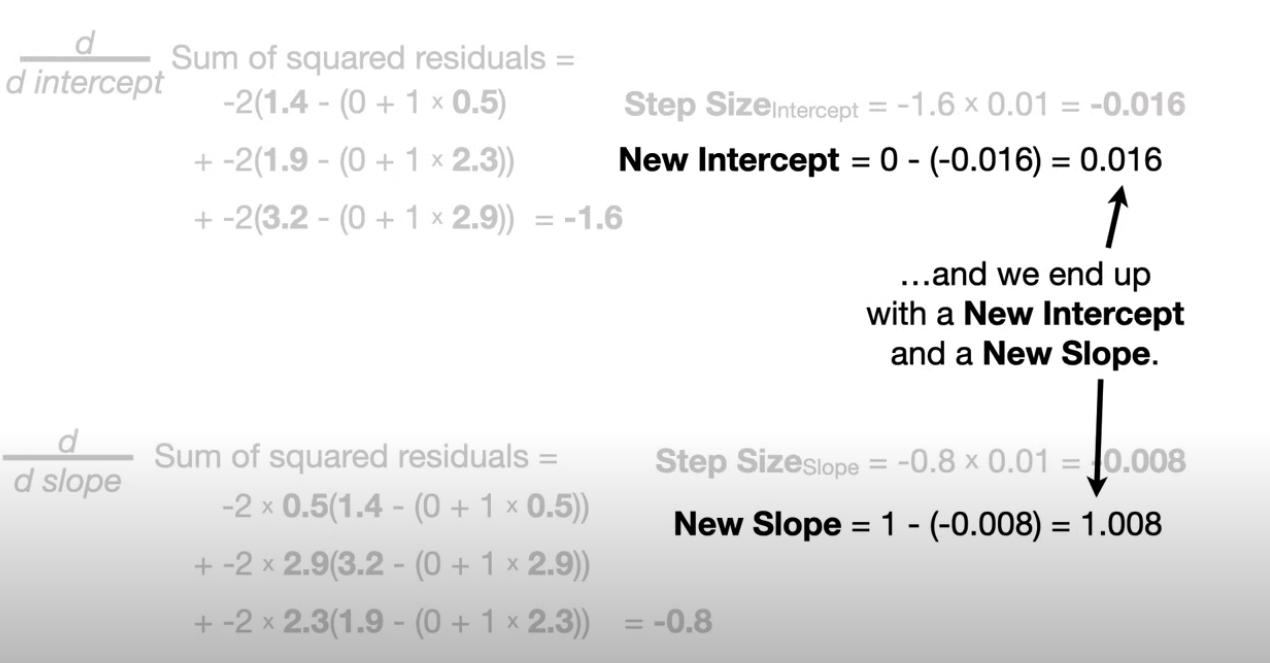 d
d intercept
Sum of squared residuals =
-2(1.4 - (0 + 1 × 0.5)
+ -2(1.9 - (0 + 1 × 2.3))
+ -2(3.2 - (0 + 1 × 2.9)) = -1.6
Step SizeIntercept = -1.6 × 0.01 = -0.016
New Intercept = 0 - (-0.016) = 0.016
...and we end up
with a New Intercept
and a New Slope.
d
d slope
Sum of squared residuals =
-2 × 0.5(1.4 - (0 + 1 × 0.5))
+ -2 × 2.9(3.2 - (0 + 1 × 2.9))
+ -2 × 2.3(1.9 - (0 + 1 × 2.3)) = -0.8
Step SizeSlope = -0.8 × 0.01 = -0.008
New Slope = 1 - (-0.008) = 1.008